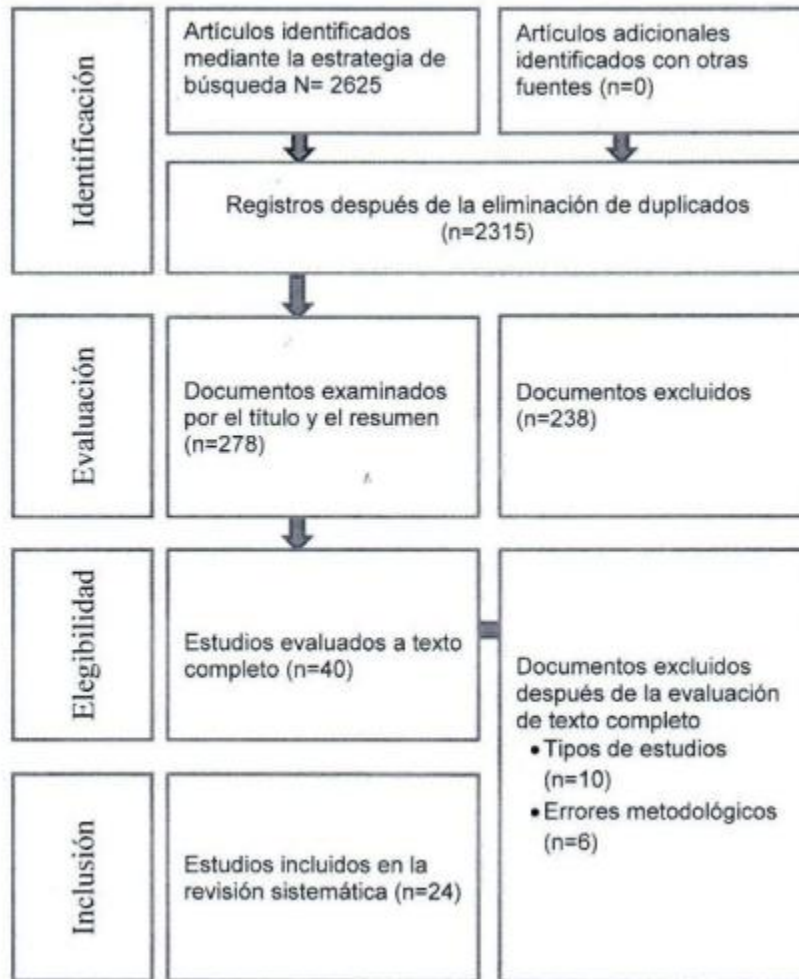 Identificación
Artículos identificados
mediante la estrategia de
búsqueda N= 2625
Artículos adicionales
identificados con otras
fuentes (n=0)
Registros después de la eliminación de duplicados
(n=2315)
Evaluación
Documentos examinados
por el título y el resumen
(n=278)
Documentos excluidos
(n=238)
Elegibilidad
Estudios evaluados a texto
completo (n=40)
Documentos excluidos
después de la evaluación
de texto completo
• Tipos de estudios
(n=10)
• Errores metodológicos
(n=6)
Inclusión
Estudios incluidos en la
revisión sistemática (n=24)